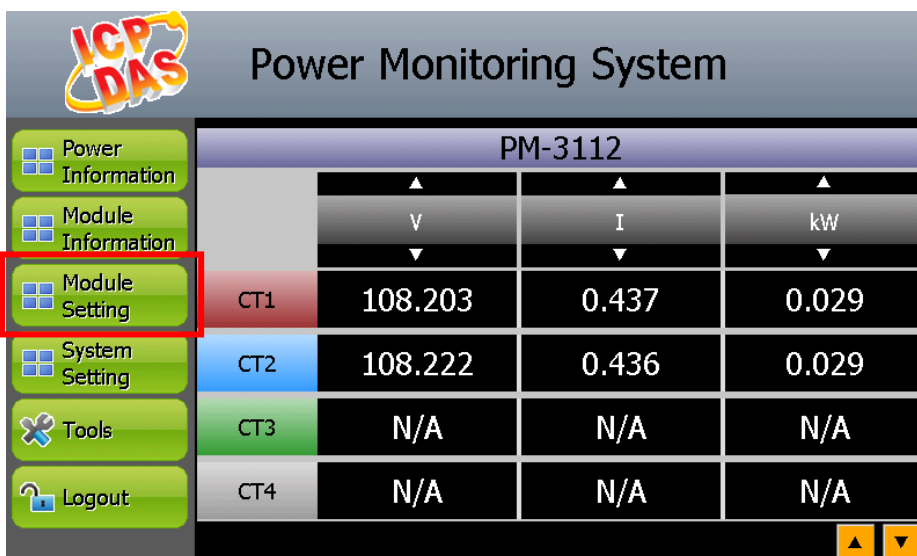 ICP
DAS
Power Monitoring System
Power
Information
Module
Information
Module
Setting
System
Setting
Tools
Logout
PM-3112
V I kW
CT1 108.203 0.437 0.029
CT2 108.222 0.436 0.029
CT3 N/A N/A N/A
CT4 N/A N/A N/A